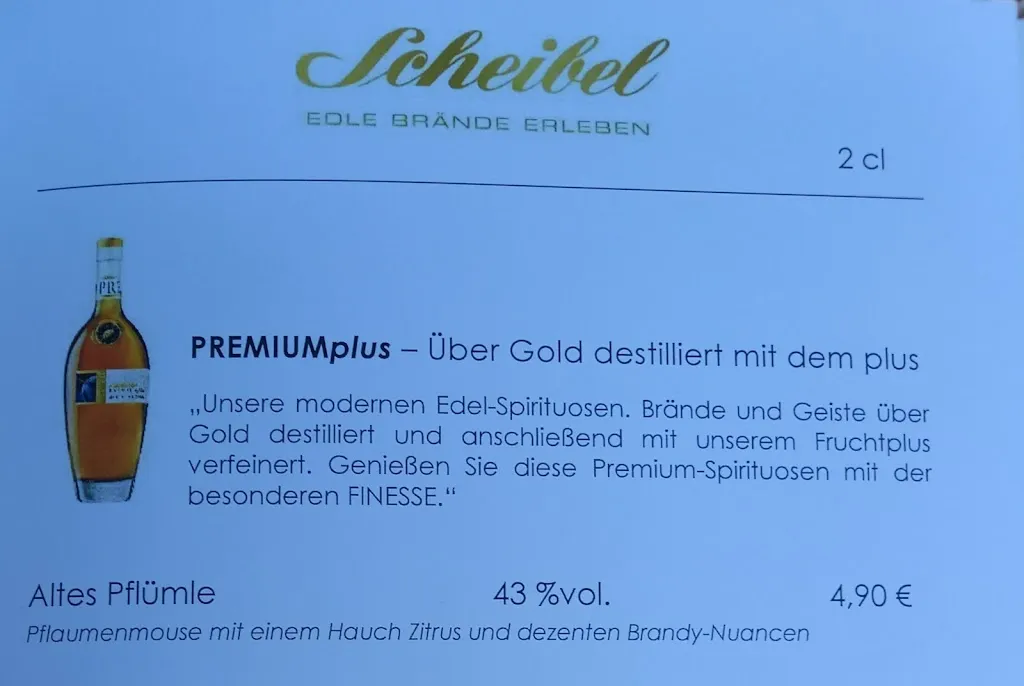 Scheibel
EDLE BRÄNDE ERLEBEN
2 cl
PRE
PREMIUMplus – Über Gold destilliert mit dem plus
„Unsere modernen Edel-Spirituosen. Brände und Geiste über
Gold destilliert und anschließend mit unserem Fruchtplus
verfeinert. Genießen Sie diese Premium-Spirituosen mit der
besonderen FINESSE.“
Altes Pflümle 43 %vol. 4,90 €
Pflaumenmouse mit einem Hauch Zitrus und dezenten Brandy-Nuancen